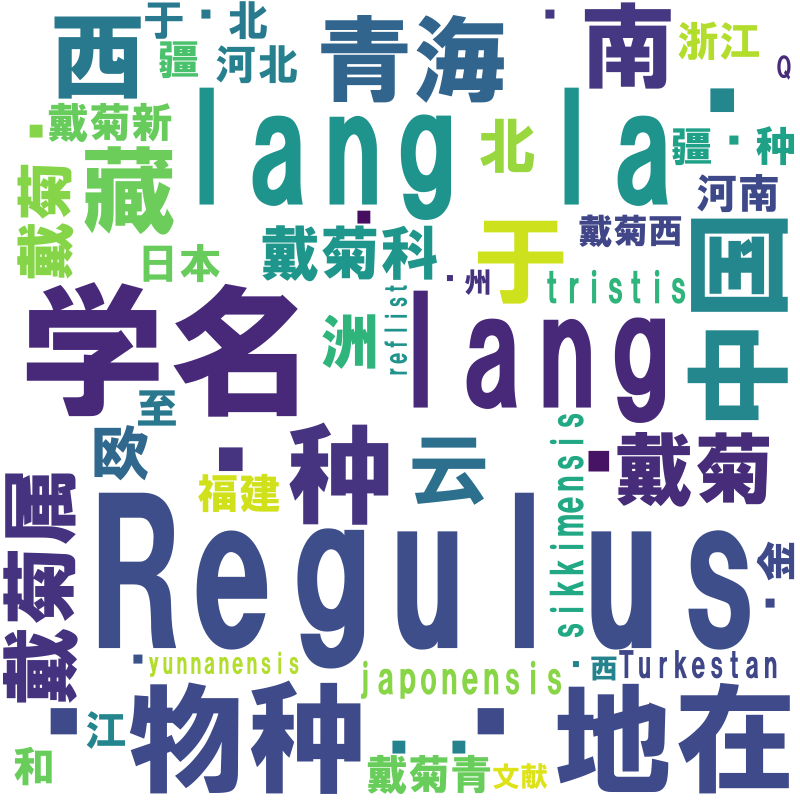 于·北
西
疆
河北
青海
南
浙江
Q
戴菊新
lang la
藏
北
疆·种
戴菊
河南
日本
戴菊科
于
戴菊西
国
州
tristis
学名
洲
reflist
lang
中
至
欧
种
云
戴菊
福建
sikkimensis
戴菊属
Regulus
金
yunnanensis
japonensis
西
Turkestan
江
物种
地在
和
戴菊青
文献